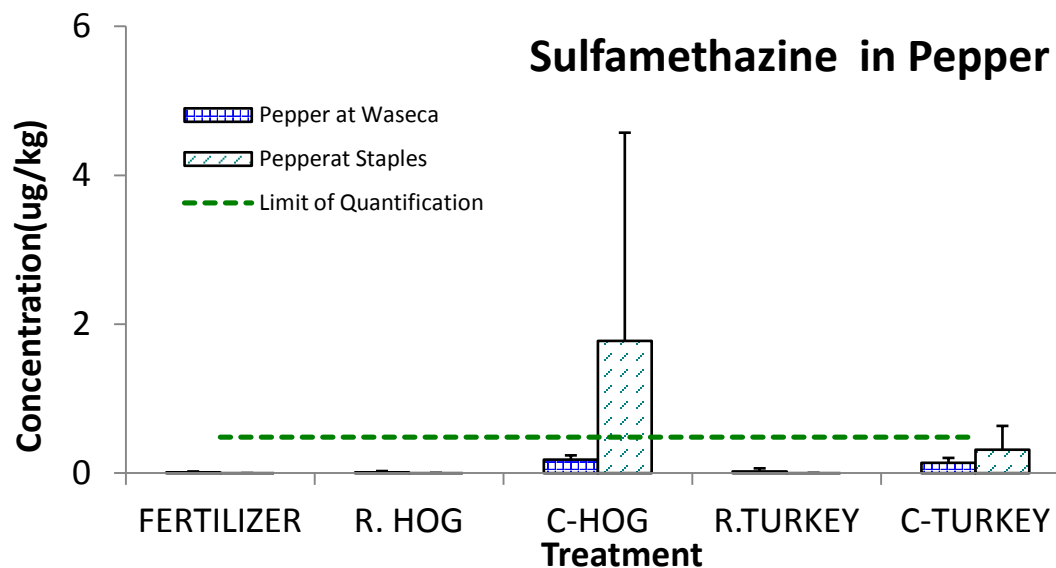 6
Sulfamethazine in Pepper
Pepper at Waseca
Pepperat Staples
Limit of Quantification
4
2
0
Concentration(ug/kg)
FERTILIZER R. HOG C-HOG R.TURKEY C-TURKEY
Treatment